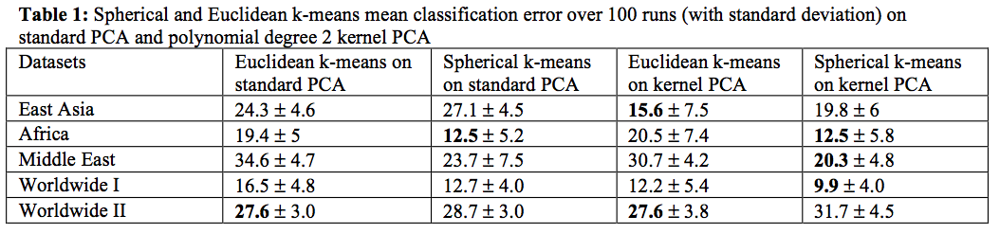 Table 1: Spherical and Euclidean k-means mean classification error over 100 runs (with standard deviation) on
standard PCA and polynomial degree 2 kernel PCA
Datasets Euclidean k-means on standard PCA Spherical k-means on standard PCA Euclidean k-means on kernel PCA Spherical k-means on kernel PCA
East Asia 24.3 ± 4.6 27.1 ± 4.5 15.6 ± 7.5 19.8 ± 6
Africa 19.4 ± 5 12.5 ± 5.2 20.5 ± 7.4 12.5 ± 5.8
Middle East 34.6 ± 4.7 23.7 ± 7.5 30.7 ± 4.2 20.3 ± 4.8
Worldwide I 16.5 ± 4.8 12.7 ± 4.0 12.2 ± 5.4 9.9 ± 4.0
Worldwide II 27.6 ± 3.0 28.7 ± 3.0 27.6 ± 3.8 31.7 ± 4.5